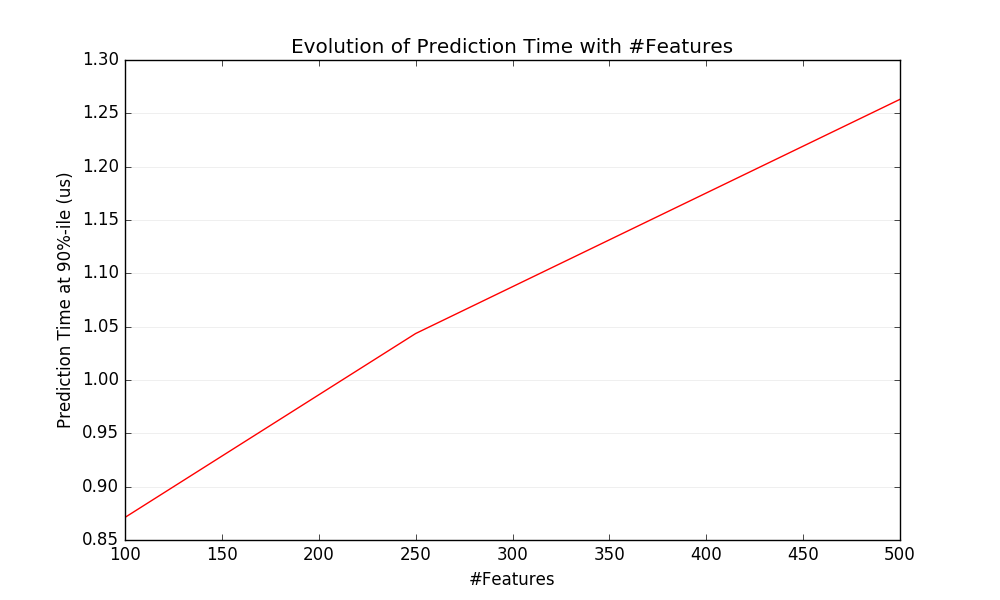 Evolution of Prediction Time with #Features
Prediction Time at 90%-ile (us)
1.30
1.25
1.20
1.15
1.10
1.05
1.00
0.95
0.90
0.85
100 150 200 250 300 350 400 450 500
#Features